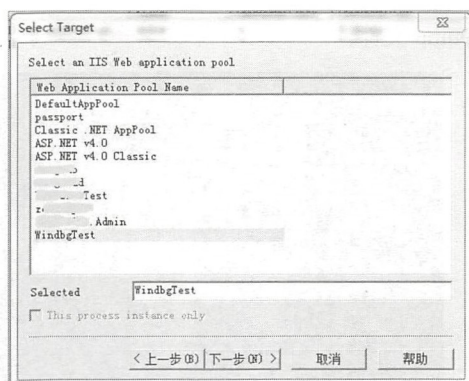 Select Target
Select an IIS Web application pool
Web Application Pool Name
DefaultAppPool
passport
Classic .NET AppPool
ASP.NET v4.0
ASP.NET v4.0 Classic
Test
.Admin
WindbgTest
Selected WindbgTest
This process instance only
<上一步(B) 下一步(N)> 取消 帮助